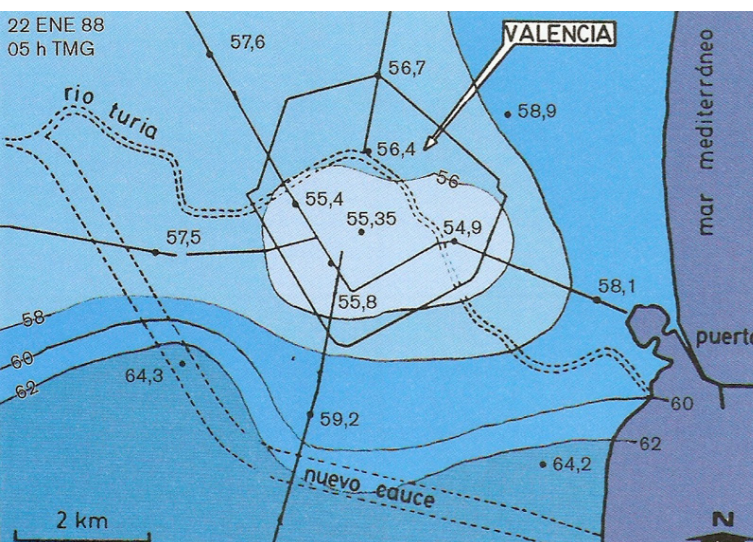 22 ENE 88
05 h TMG
57,6
VALENCIA
56,7
rio turia
58,9
mar mediterráneo
56,4
56
55,4
55,35
54,9
57,5
55,8
58,1
58
puerto
60
64,3
62
60
59,2
62
64,2
nuevo cauce
2 km
N